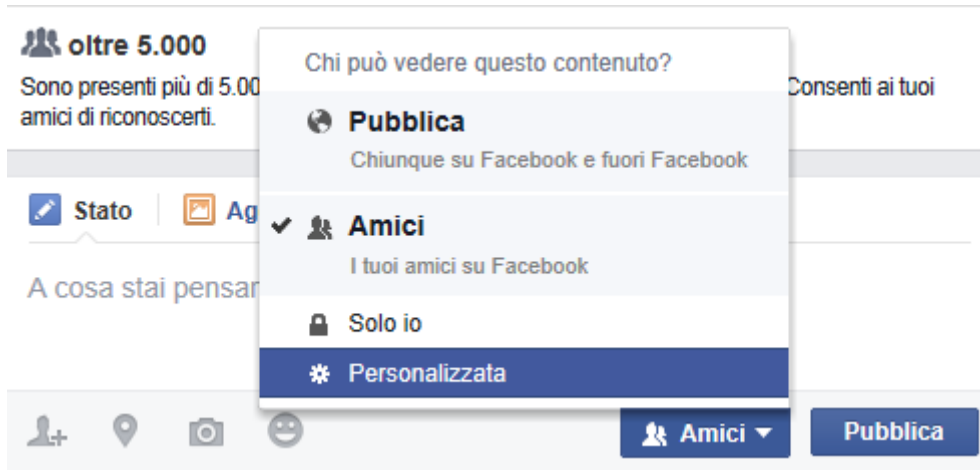 oltre 5.000
Sono presenti più di 5.00
Consenti ai tuoi
amici di riconoscerti.
Chi può vedere questo contenuto?
Pubblica
Chiunque su Facebook e fuori Facebook
Stato
Ag
Amici
I tuoi amici su Facebook
A cosa stai pensar
Solo io
Personalizzata
Amici
Pubblica